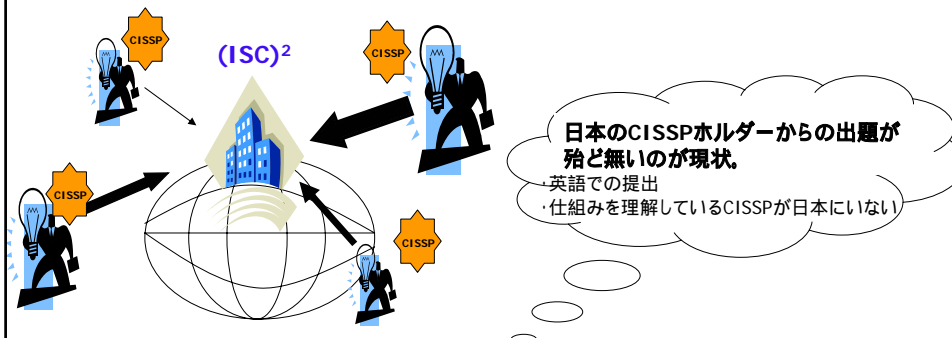 CISSP
(ISC)²
CISSP
CISSP
CISSP
日本のCISSPホルダーからの出題が
殆ど無いのが現状。
・英語での提出
・仕組みを理解しているCISSPが日本にいない